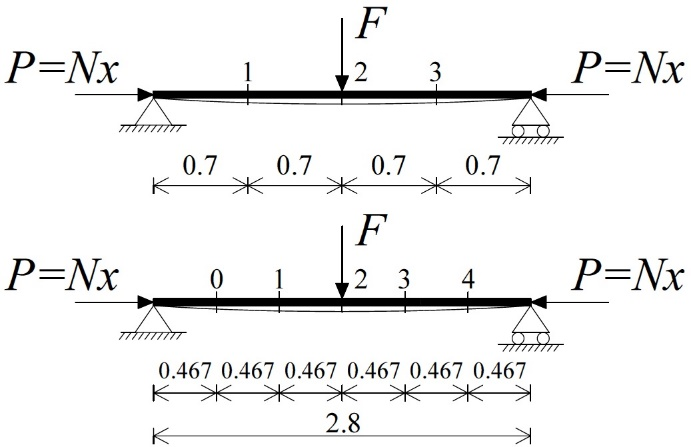 F
P=Nx 1 2 3 P=Nx
0.7 0.7 0.7 0.7
F
P=Nx 0 1 2 3 4 P=Nx
0.467 0.467 0.467 0.467 0.467 0.467
2.8